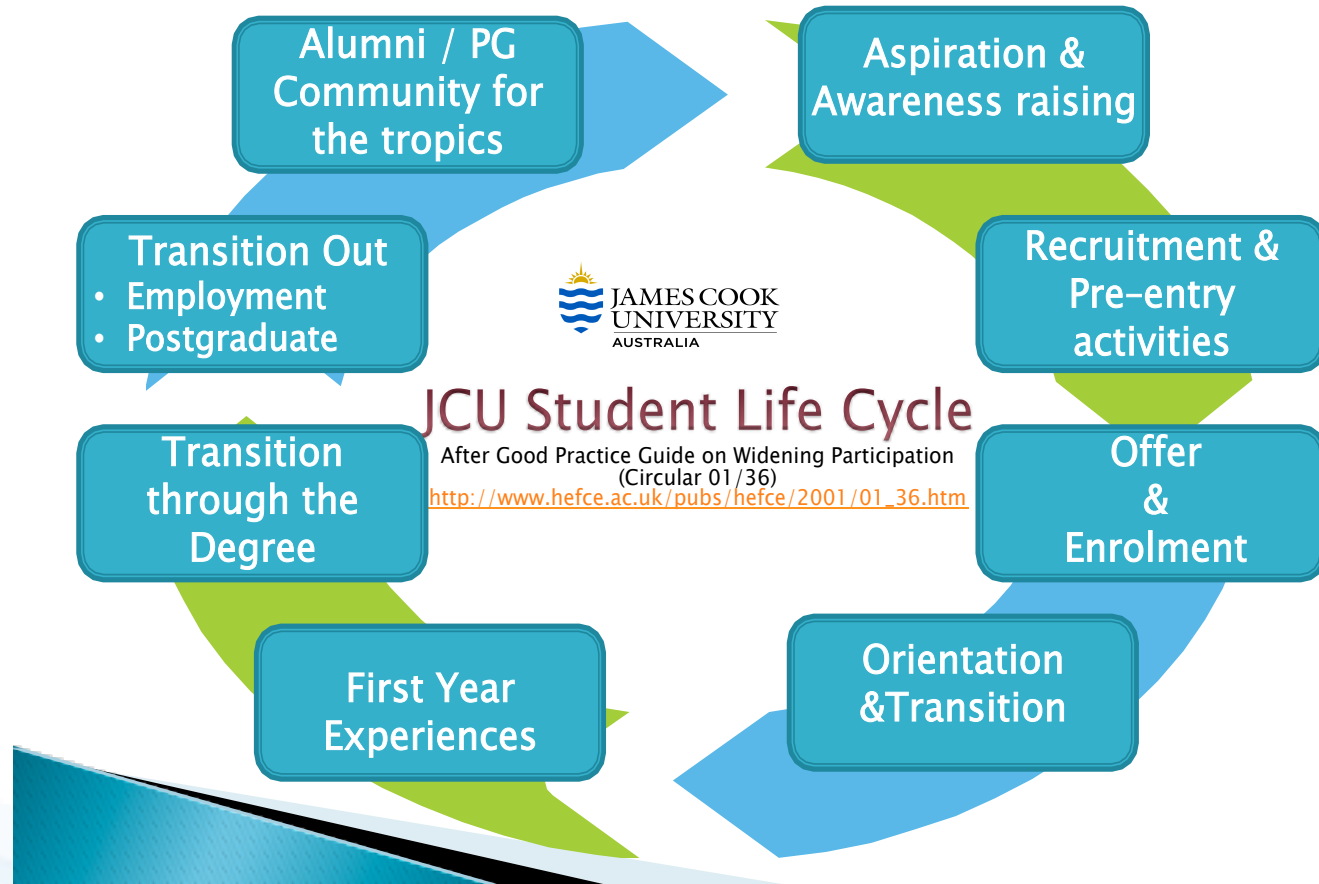 Alumni / PG
Community for
the tropics
Aspiration &
Awareness raising
Transition Out
• Employment
• Postgraduate
Recruitment &
Pre-entry
activities
JAMES COOK
UNIVERSITY
AUSTRALIA
JCU Student Life Cycle
After Good Practice Guide on Widening Participation
(Circular 01/36)
http://www.hefce.ac.uk/pubs/hefce/2001/01_36.htm
Transition
through the
Degree
Offer
&
Enrolment
First Year
Experiences
Orientation
&Transition